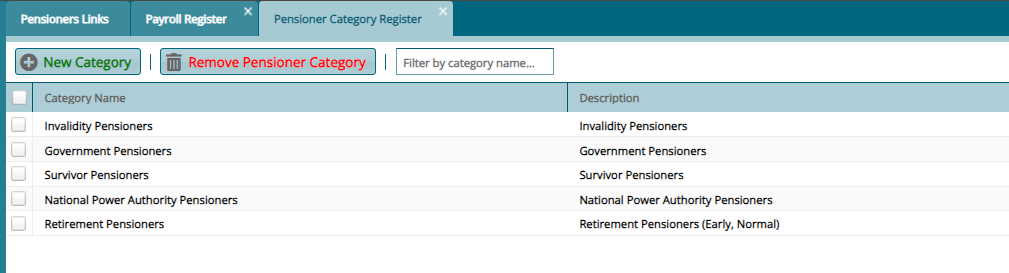 Pensioners Links Payroll Register Pensioner Category Register
New Category Remove Pensioner Category Filter by category name...
Category Name Description
Invalidity Pensioners Invalidity Pensioners
Government Pensioners Government Pensioners
Survivor Pensioners Survivor Pensioners
National Power Authority Pensioners National Power Authority Pensioners
Retirement Pensioners Retirement Pensioners (Early, Normal)